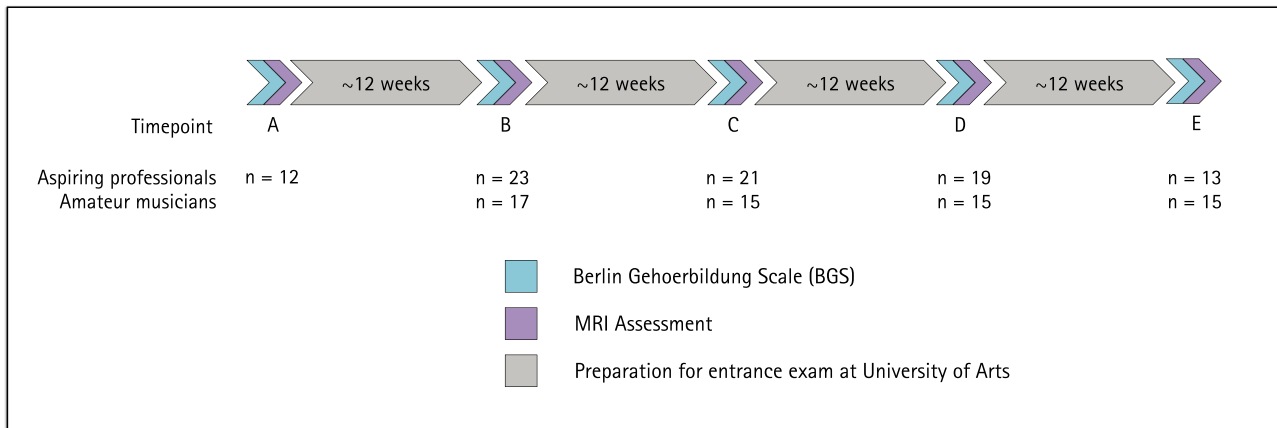 ~12 weeks ~12 weeks ~12 weeks ~12 weeks
Timepoint A B C D E
Aspiring professionals n = 12 n = 23 n = 21 n = 19 n = 13
Amateur musicians n = 17 n = 15 n = 15 n = 15
Berlin Gehoerbildung Scale (BGS)
MRI Assessment
Preparation for entrance exam at University of Arts